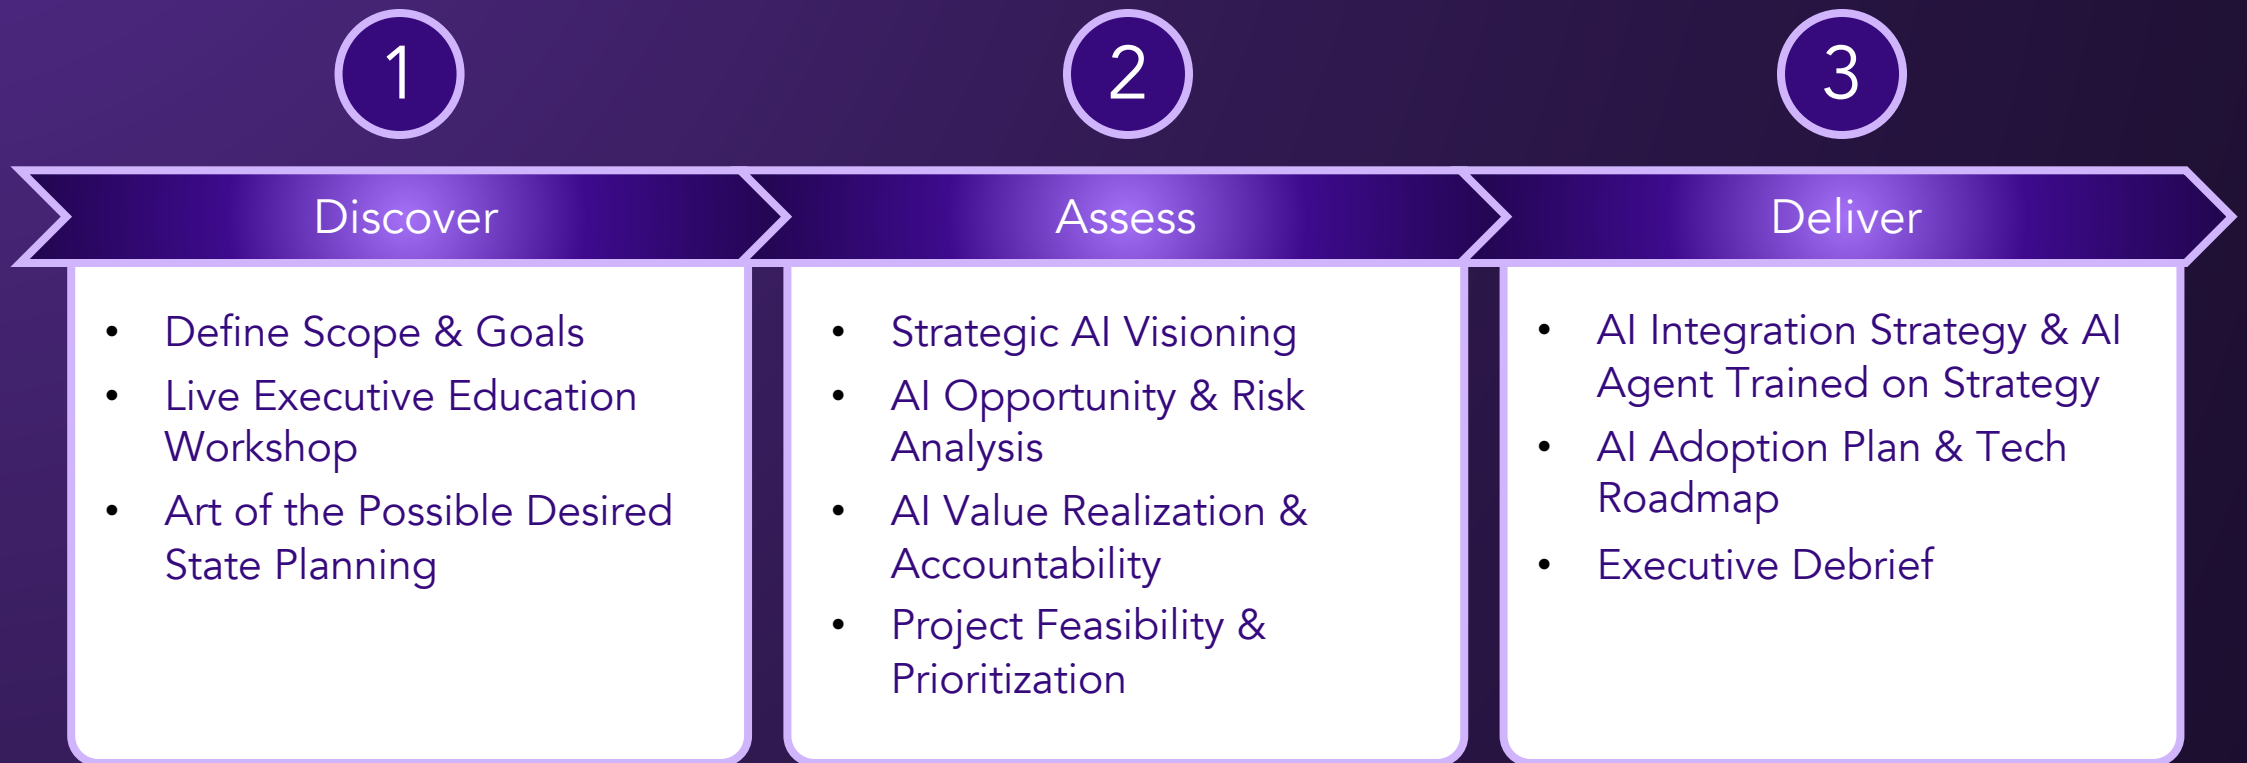 1
Discover
• Define Scope & Goals
• Live Executive Education
Workshop
• Art of the Possible Desired
State Planning
2
Assess
• Strategic AI Visioning
• AI Opportunity & Risk
Analysis
• AI Value Realization &
Accountability
• Project Feasibility &
Prioritization
3
Deliver
• AI Integration Strategy & AI
Agent Trained on Strategy
• AI Adoption Plan & Tech
Roadmap
• Executive Debrief